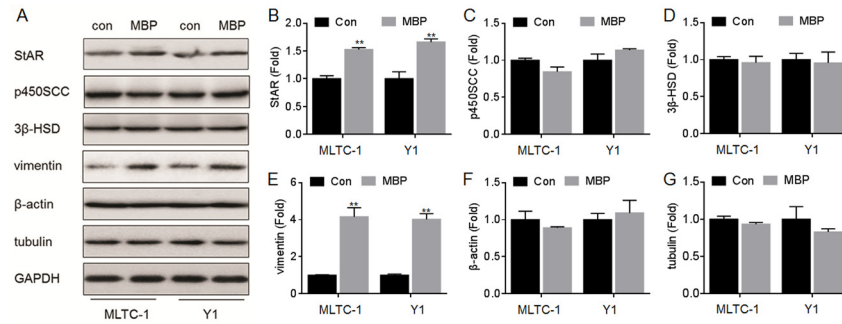 A
con MBP con MBP
StAR
p450SCC
3β-HSD
vimentin
β-actin
tubulin
GAPDH
MLTC-1 Y1
B
Con MBP
StAR (Fold)
2.0
1.5
1.0
0.5
0.0
** **
MLTC-1 Y1
C
Con MBP
p450SCC (Fold)
1.5
1.0
0.5
0.0
MLTC-1 Y1
D
Con MBP
3β-HSD (Fold)
1.5
1.0
0.5
0.0
MLTC-1 Y1
E
Con MBP
vimentin (Fold)
6
4
2
0
** **
MLTC-1 Y1
F
Con MBP
β-actin (Fold)
1.5
1.0
0.5
0.0
MLTC-1 Y1
G
Con MBP
tubulin (Fold)
1.5
1.0
0.5
0.0
MLTC-1 Y1